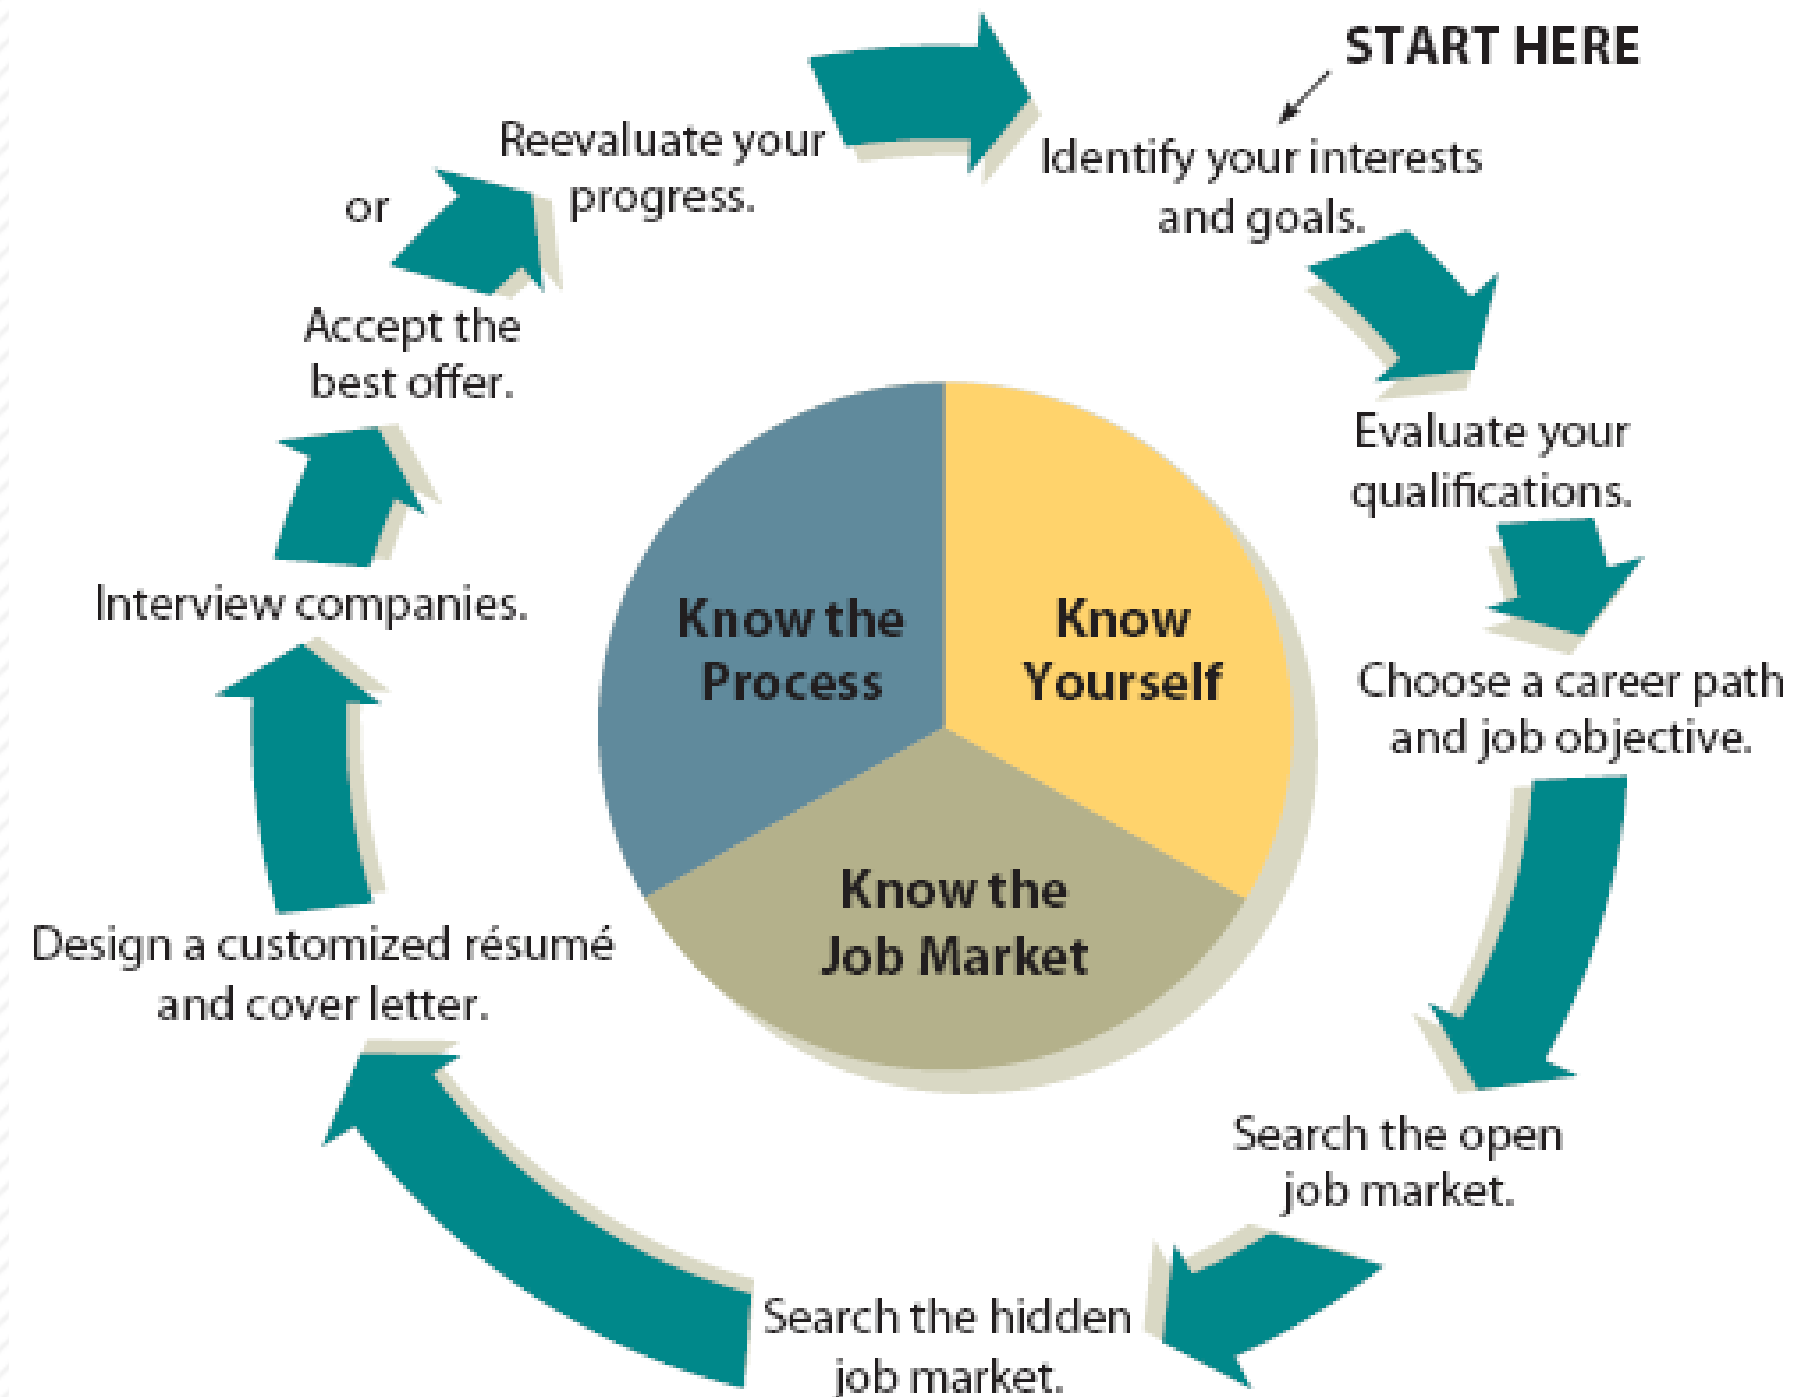 START HERE
Identify your interests
and goals.
Evaluate your
qualifications.
Choose a career path
and job objective.
Search the open
job market.
Search the hidden
job market.
Design a customized résumé
and cover letter.
Interview companies.
Accept the
best offer.
or
Reevaluate your
progress.
Know the
Process
Know
Yourself
Know the
Job Market